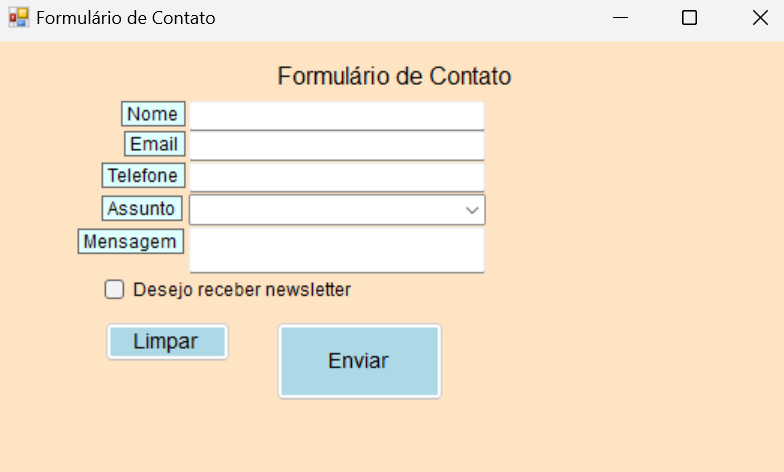 Formulário de Contato
Formulário de Contato
Nome
Email
Telefone
Assunto
Mensagem
Desejo receber newsletter
Limpar
Enviar